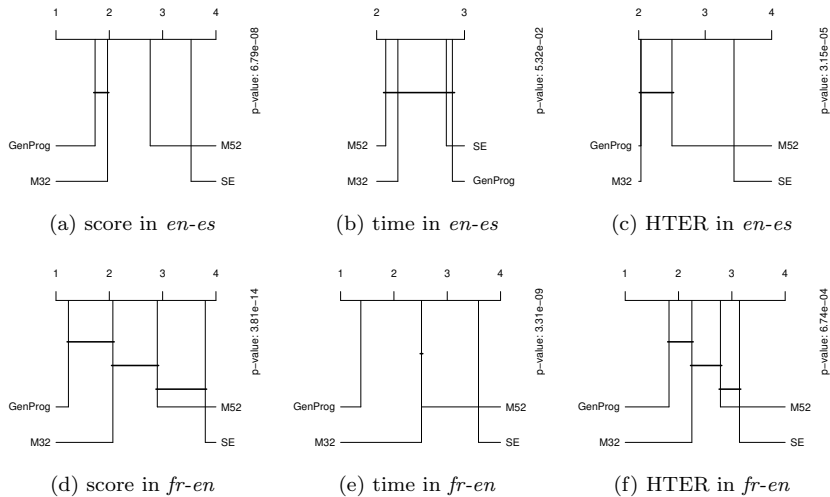 1 2 3 4
p-value: 6.79e−08
GenProg
M52
M32
SE
(a) score in en-es
2 3
p-value: 5.32e−02
M52
SE
M32
GenProg
(b) time in en-es
2 3 4
p-value: 3.15e−05
GenProg
M52
M32
SE
(c) HTER in en-es
1 2 3 4
p-value: 3.81e−14
GenProg
M52
M32
SE
(d) score in fr-en
1 2 3 4
p-value: 3.31e−09
GenProg
M52
M32
SE
(e) time in fr-en
1 2 3 4
p-value: 6.74e−04
GenProg
M52
M32
SE
(f) HTER in fr-en